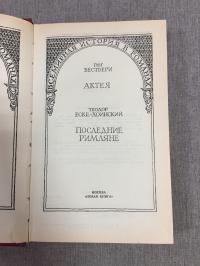 ВСЕМИРНАЯ ИСТОРИЯ В РОМАНАХ
ГЮГ ВЕСТБЕРИ
АКТЕЯ
ТЕОДОР
ЕСКЕ-ХОИНСКИЙ
ПОСЛЕДНИЕ
РИМЛЯНЕ
МОСКВА
«НОВАЯ КНИГА»